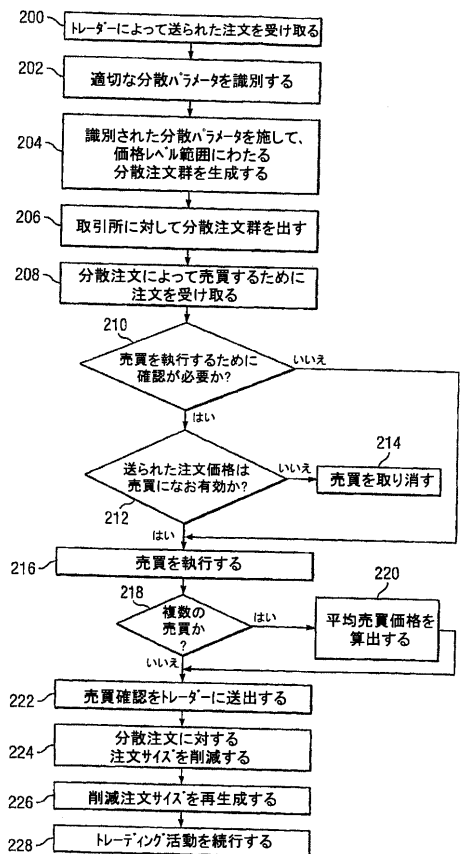 200
トレーダーによって送られた注文を受け取る
202
適切な分散パラメータを識別する
204
識別された分散パラメータを施して、
価格レベル範囲にわたる
分散注文群を生成する
206
取引所に対して分散注文群を出す
208
分散注文によって売買するために
注文を受け取る
210
売買を執行するために
確認が必要か?
いいえ
はい
送られた注文価格は
売買になお有効か?
212
いいえ
214
売買を取り消す
はい
216
売買を執行する
218
複数の
売買か
?
はい
220
平均売買価格を
算出する
いいえ
222
売買確認をトレーダーに送出する
224
分散注文に対する
注文サイズを削減する
226
削減注文サイズを再生成する
228
トレーディング活動を続行する